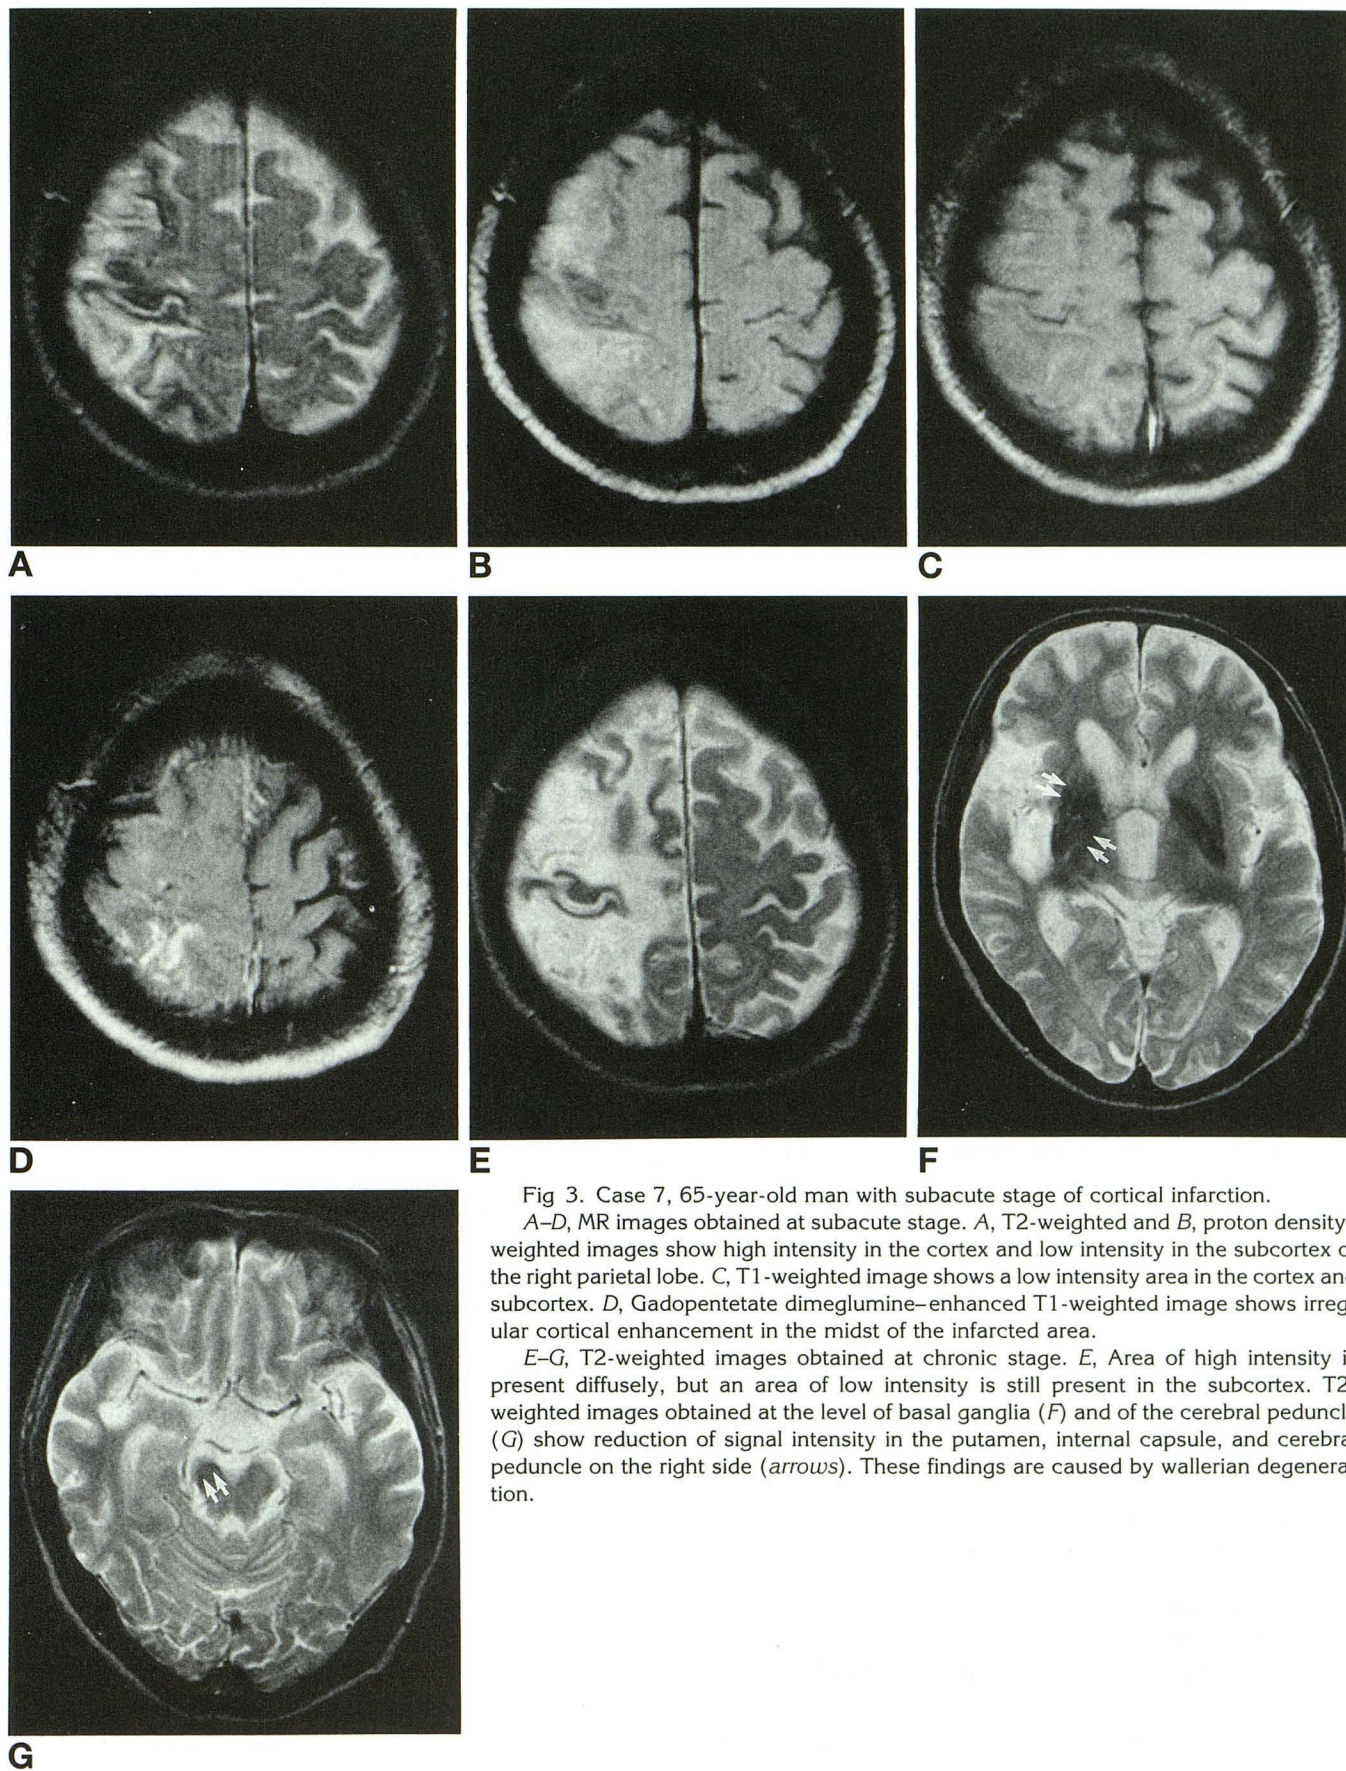 A
B
C
D
E
F
G
Fig 3. Case 7, 65-year-old man with subacute stage of cortical infarction.
A–D, MR images obtained at subacute stage. A, T2-weighted and B, proton density
weighted images show high intensity in the cortex and low intensity in the subcortex
the right parietal lobe. C, T1-weighted image shows a low intensity area in the cortex
subcortex. D, Gadopentetate dimeglumine–enhanced T1-weighted image shows irreg
ular cortical enhancement in the midst of the infarcted area.
E–G, T2-weighted images obtained at chronic stage. E, Area of high intensity
present diffusely, but an area of low intensity is still present in the subcortex. T2
weighted images obtained at the level of basal ganglia (F) and of the cerebral peduncl
(G) show reduction of signal intensity in the putamen, internal capsule, and cerebra
peduncle on the right side (arrows). These findings are caused by wallerian degenera
tion.